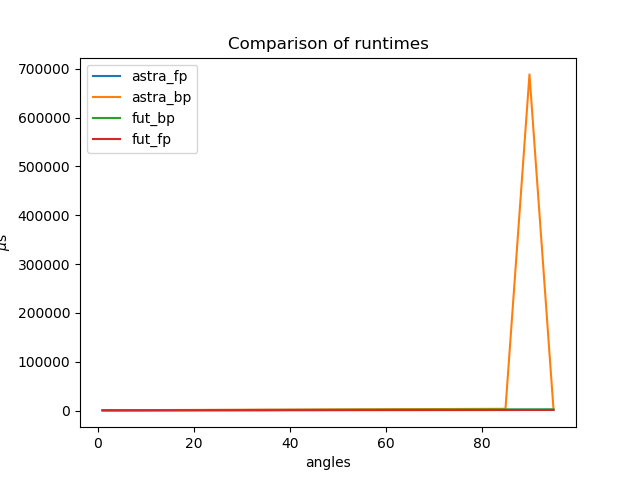 Comparison of runtimes
astra_fp
astra_bp
fut_bp
fut_fp
700000
600000
500000
400000
300000
200000
100000
0
μs
0 20 40 60 80
angles